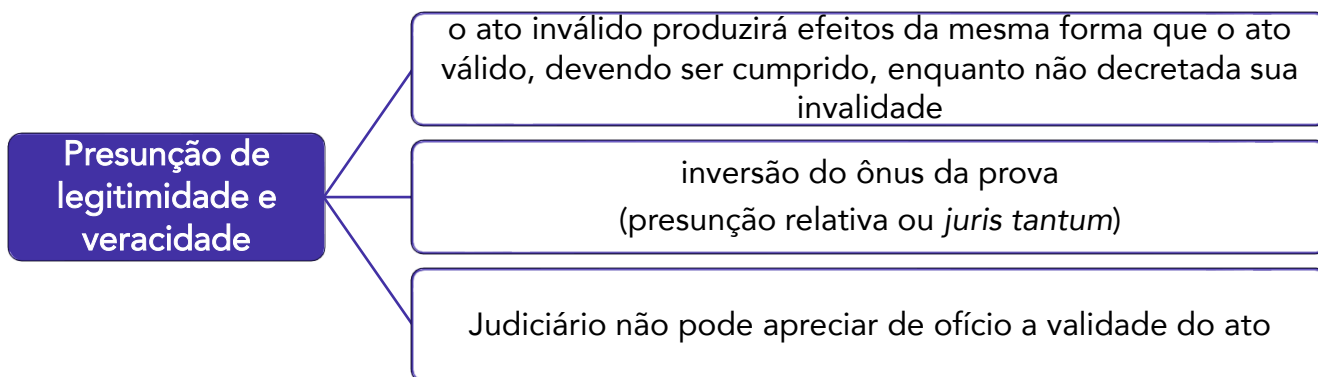 Presunção de
legitimidade e
veracidade
o ato inválido produzirá efeitos da mesma forma que o ato
válido, devendo ser cumprido, enquanto não decretada sua
invalidade
inversão do ônus da prova
(presunção relativa ou juris tantum)
Judiciário não pode apreciar de ofício a validade do ato